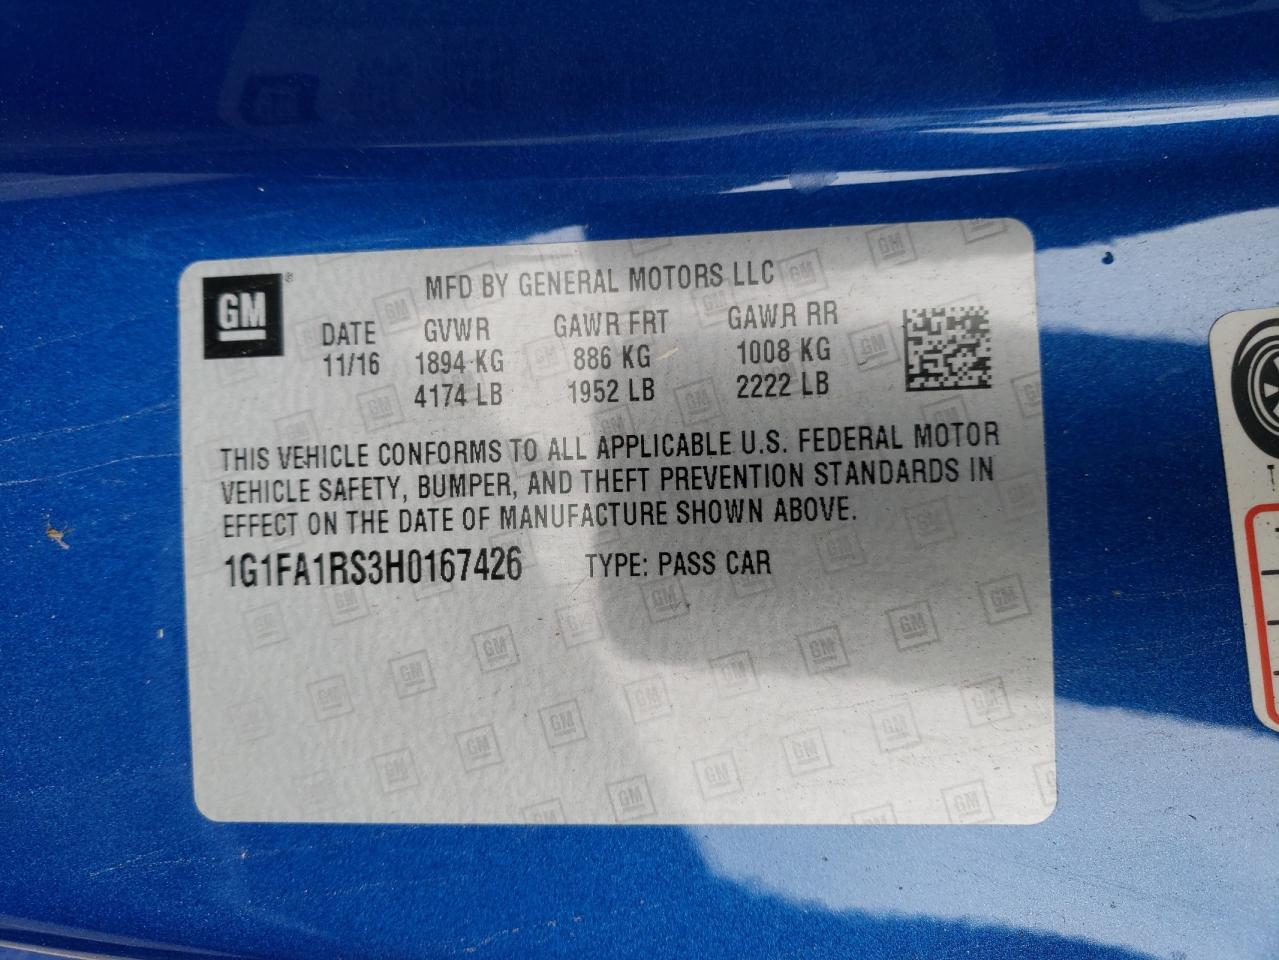 GM ®
MFD BY GENERAL MOTORS LLC
DATE GVWR GAWR FRT GAWR RR
11/16 1894 KG 886 KG 1008 KG
4174 LB 1952 LB 2222 LB
THIS VEHICLE CONFORMS TO ALL APPLICABLE U.S. FEDERAL MOTOR
VEHICLE SAFETY, BUMPER, AND THEFT PREVENTION STANDARDS IN
EFFECT ON THE DATE OF MANUFACTURE SHOWN ABOVE.
1G1FA1RS3H0167426 TYPE: PASS CAR